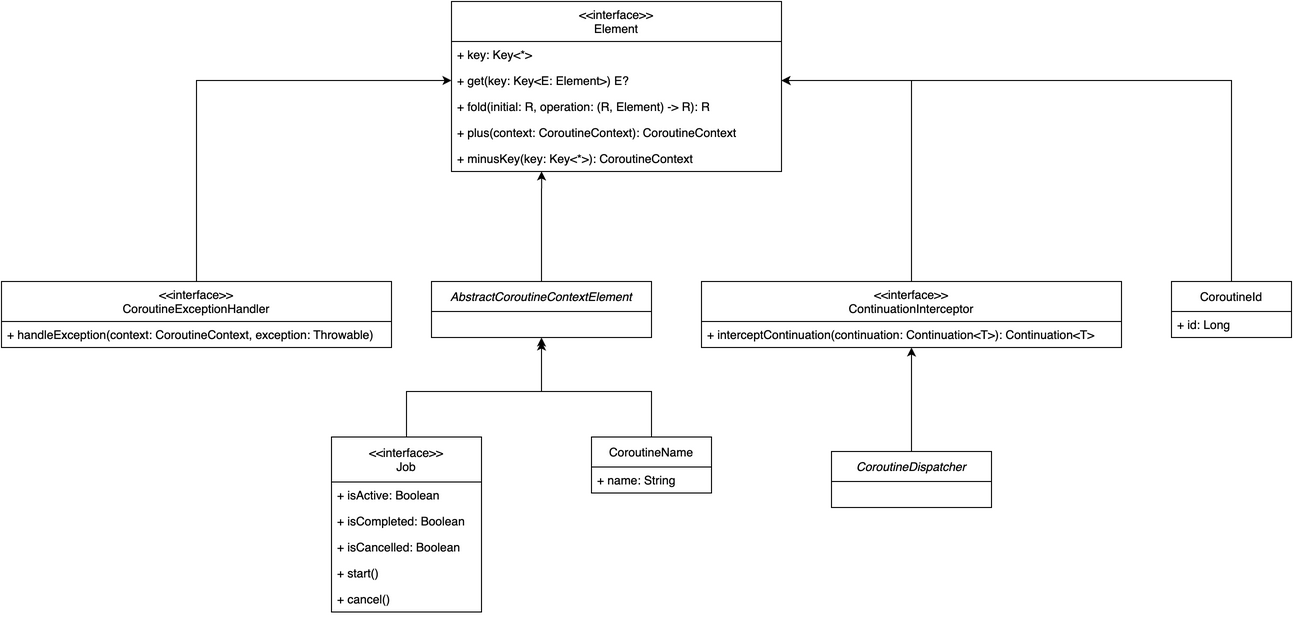 <<interface>>
Element
+ key: Key<*>
+ get(key: Key<E: Element>) E?
+ fold(initial: R, operation: (R, Element) -> R): R
+ plus(context: CoroutineContext): CoroutineContext
+ minusKey(key: Key<*>): CoroutineContext
<<interface>>
CoroutineExceptionHandler
+ handleException(context: CoroutineContext, exception: Throwable)
AbstractCoroutineContextElement
<<interface>>
ContinuationInterceptor
+ interceptContinuation(continuation: Continuation<T>): Continuation<T>
CoroutineId
+ id: Long
<<interface>>
Job
+ isActive: Boolean
+ isCompleted: Boolean
+ isCancelled: Boolean
+ start()
+ cancel()
CoroutineName
+ name: String
CoroutineDispatcher